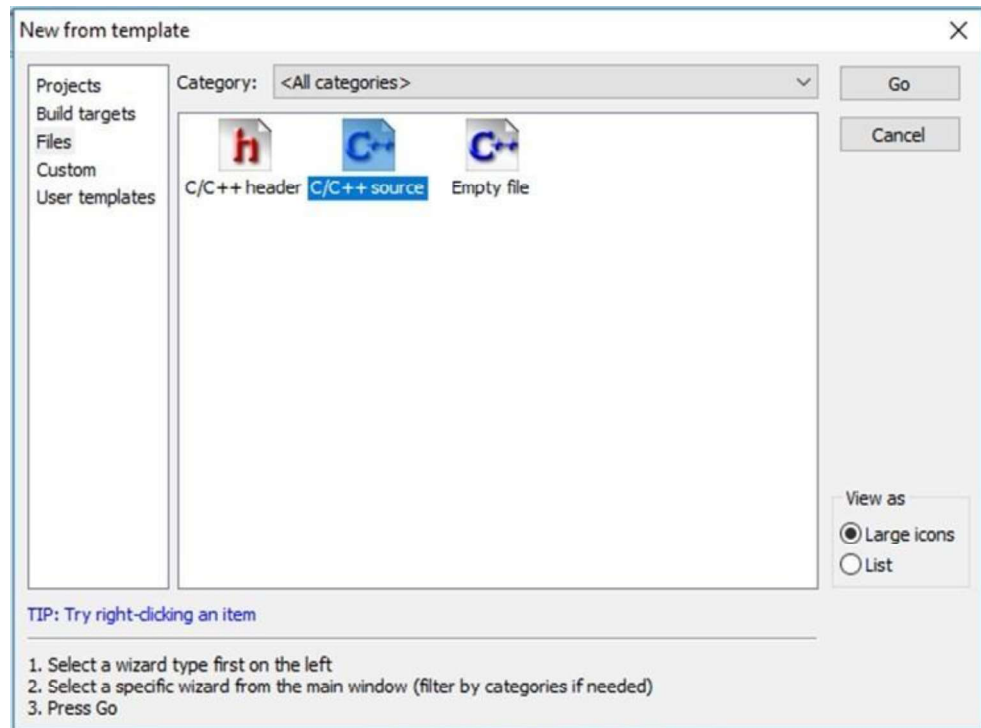 New from template
Projects
Build targets
Files
Custom
User templates
Category: <All categories>
h
C++
C++
C/C++ header
C/C++ source
Empty file
Go
Cancel
View as
Large icons
List
TIP: Try right-clicking an item
1. Select a wizard type first on the left
2. Select a specific wizard from the main window (filter by categories if needed)
3. Press Go